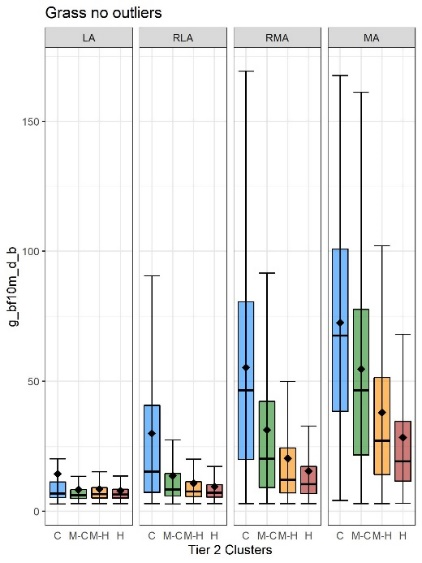 Grass no outliers
LA RLA RMA MA
150
100
50
0
g_bf10m_d_b
C M-C M-H H C M-C M-H H C M-C M-H H C M-C M-H H
Tier 2 Clusters